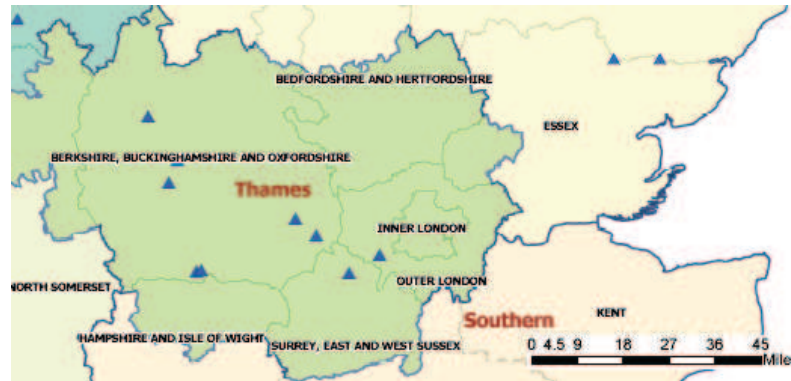 BEDFORDSHIRE AND HERTFORDSHIRE
ESSEX
BERKSHIRE, BUCKINGHAMSHIRE AND OXFORDSHIRE
Thames
INNER LONDON
OUTER LONDON
NORTH SOMERSET
KENT
Southern
HAMPSHIRE AND ISLE OF WIGHT
SURREY, EAST AND WEST SUSSEX
0 4.5 9 18 27 36 45
Mile